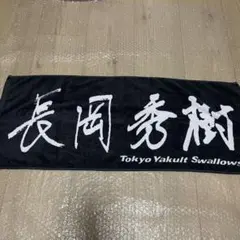 長岡秀樹
Tokyo Yakult Swallows